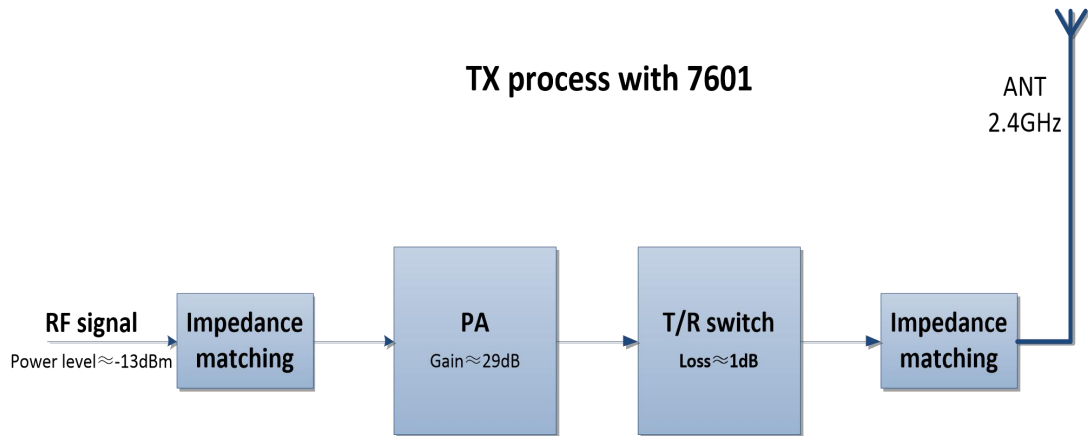 TX process with 7601
ANT
2.4GHz
RF signal
Power level≈-13dBm
Impedance
matching
PA
Gain≈29dB
T/R switch
Loss≈1dB
Impedance
matching